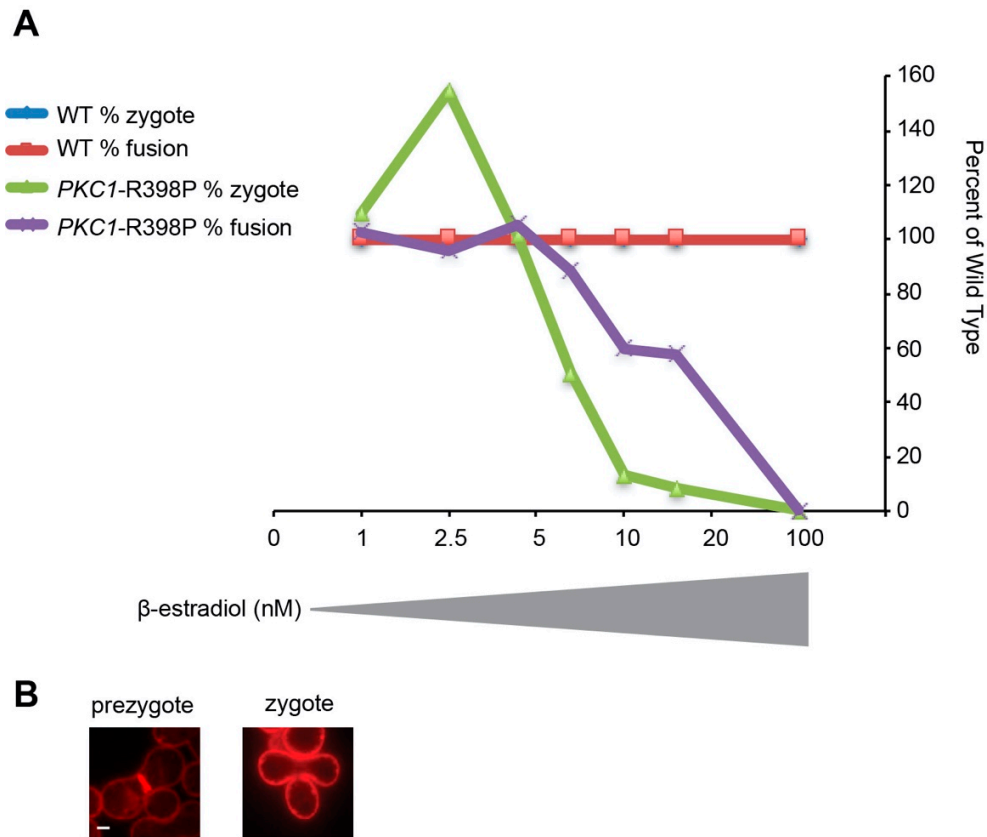 A
WT % zygote
WT % fusion
PKC1-R398P % zygote
PKC1-R398P % fusion
160
140
120
100
80
60
40
20
0
Percent of Wild Type
0 1 2.5 5 10 20 100
β-estradiol (nM)
B
prezygote zygote